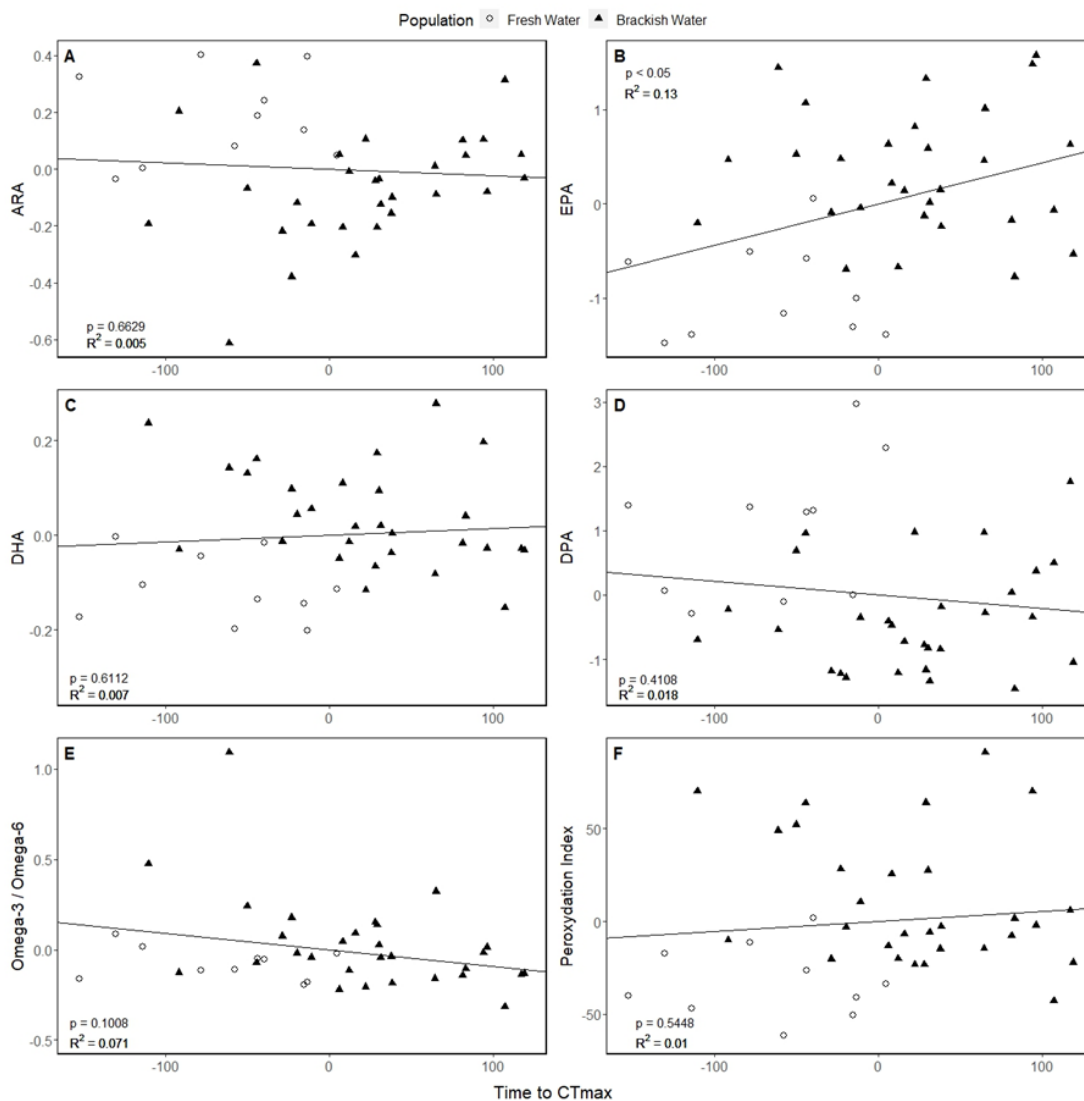 Population Fresh Water Brackish Water
A
0.4
0.2
0.0
-0.2
-0.4
-0.6
ARA
p = 0.6629
R2 = 0.005
-100 0 100
B
p < 0.05
R2 = 0.13
1
0
-1
EPA
-100 0 100
C
0.2
0.0
-0.2
DHA
p = 0.6112
R2 = 0.007
-100 0 100
D
3
2
1
0
-1
DPA
p = 0.4108
R2 = 0.018
-100 0 100
E
1.0
0.5
0.0
-0.5
Omega-3 / Omega-6
p = 0.1008
R2 = 0.071
-100 0 100
F
50
0
-50
Peroxydation Index
p = 0.5448
R2 = 0.01
-100 0 100
Time to CTmax